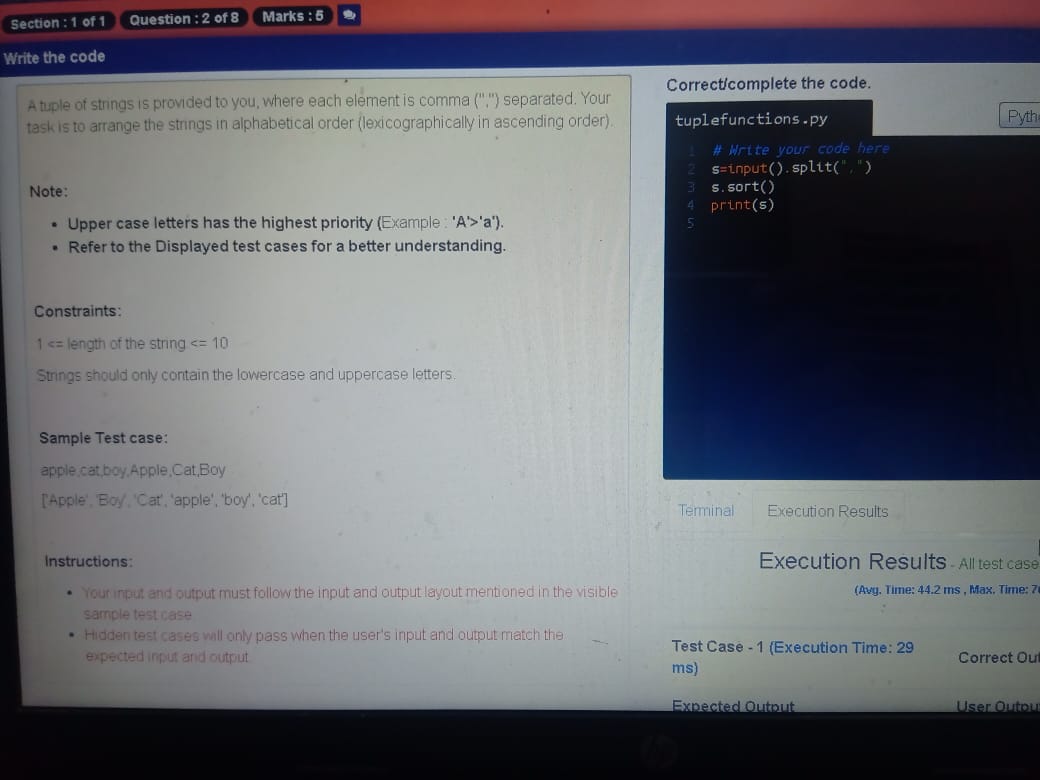 Section : 1 of 1
Question : 2 of 8
Marks : 5
Write the code
A tuple of strings is provided to you, where each element is comma (",") separated. Your
task is to arrange the strings in alphabetical order (lexicographically in ascending order).
Note:
• Upper case letters has the highest priority (Example : 'A'>'a').
• Refer to the Displayed test cases for a better understanding.
Constraints:
1 <= length of the string <= 10
Strings should only contain the lowercase and uppercase letters.
Sample Test case:
apple,cat,boy,Apple,Cat,Boy
['Apple', 'Boy', 'Cat', 'apple', 'boy', 'cat']
Instructions:
• Your input and output must follow the input and output layout mentioned in the visible
sample test case.
• Hidden test cases will only pass when the user's input and output match the
expected input and output.
Correct/complete the code.
tuplefunctions.py
1 # Write your code here
2 s=input().split(",")
3 s.sort()
4 print(s)
5
Terminal
Execution Results
Execution Results - All test case
(Avg. Time: 44.2 ms , Max. Time:
Test Case - 1 (Execution Time: 29
ms)
Correct
Expected Output
User
hp